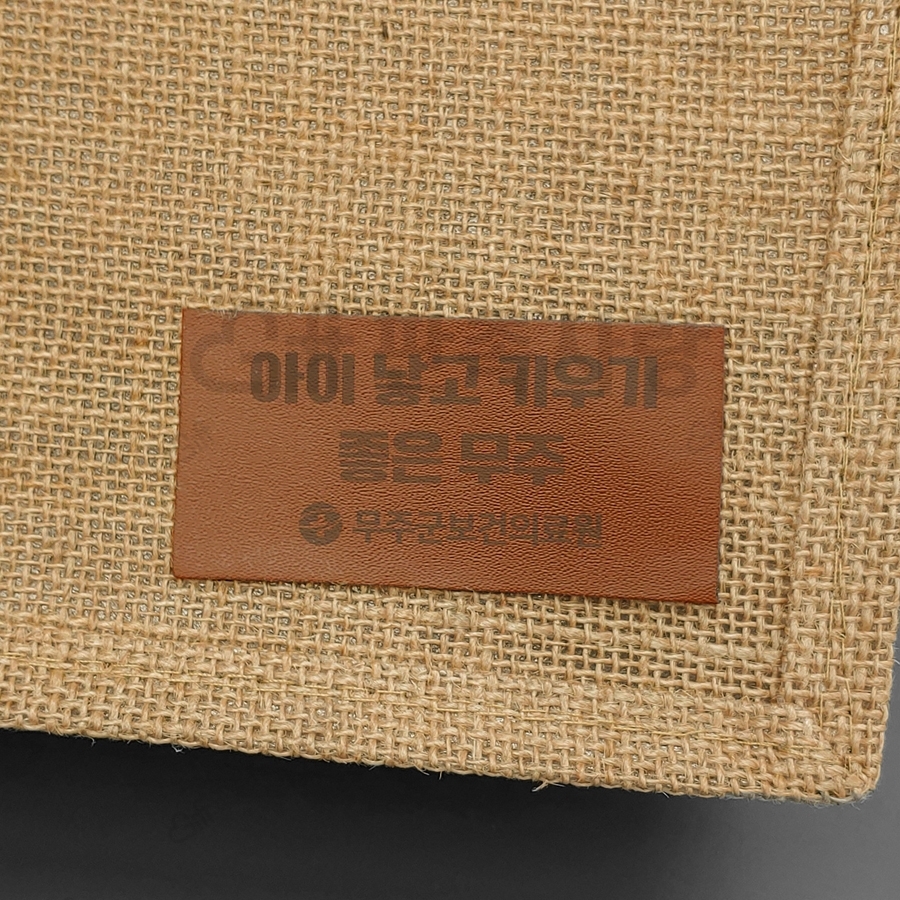 아이 낳고 키우기
좋은 무주
무주군보건의료원